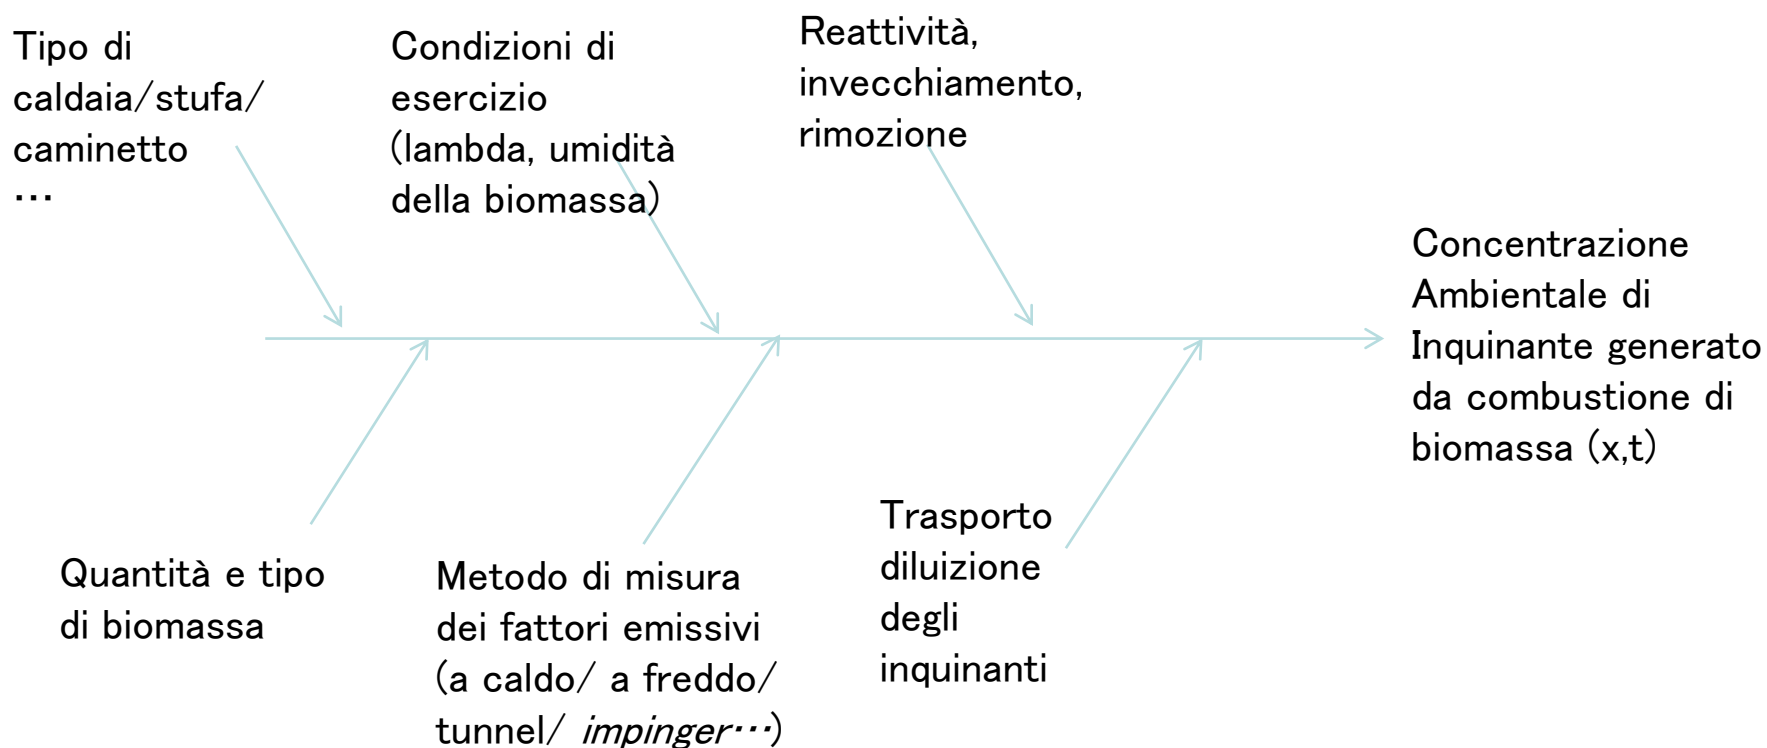 Tipo di
caldaia/stufa/
caminetto
…
Condizioni di
esercizio
(lambda, umidità
della biomassa)
Reattività,
invecchiamento,
rimozione
Concentrazione
Ambientale di
Inquinante generato
da combustione di
biomassa (x,t)
Quantità e tipo
di biomassa
Metodo di misura
dei fattori emissivi
(a caldo/ a freddo/
tunnel/ impinger…)
Trasporto
diluizione
degli
inquinanti